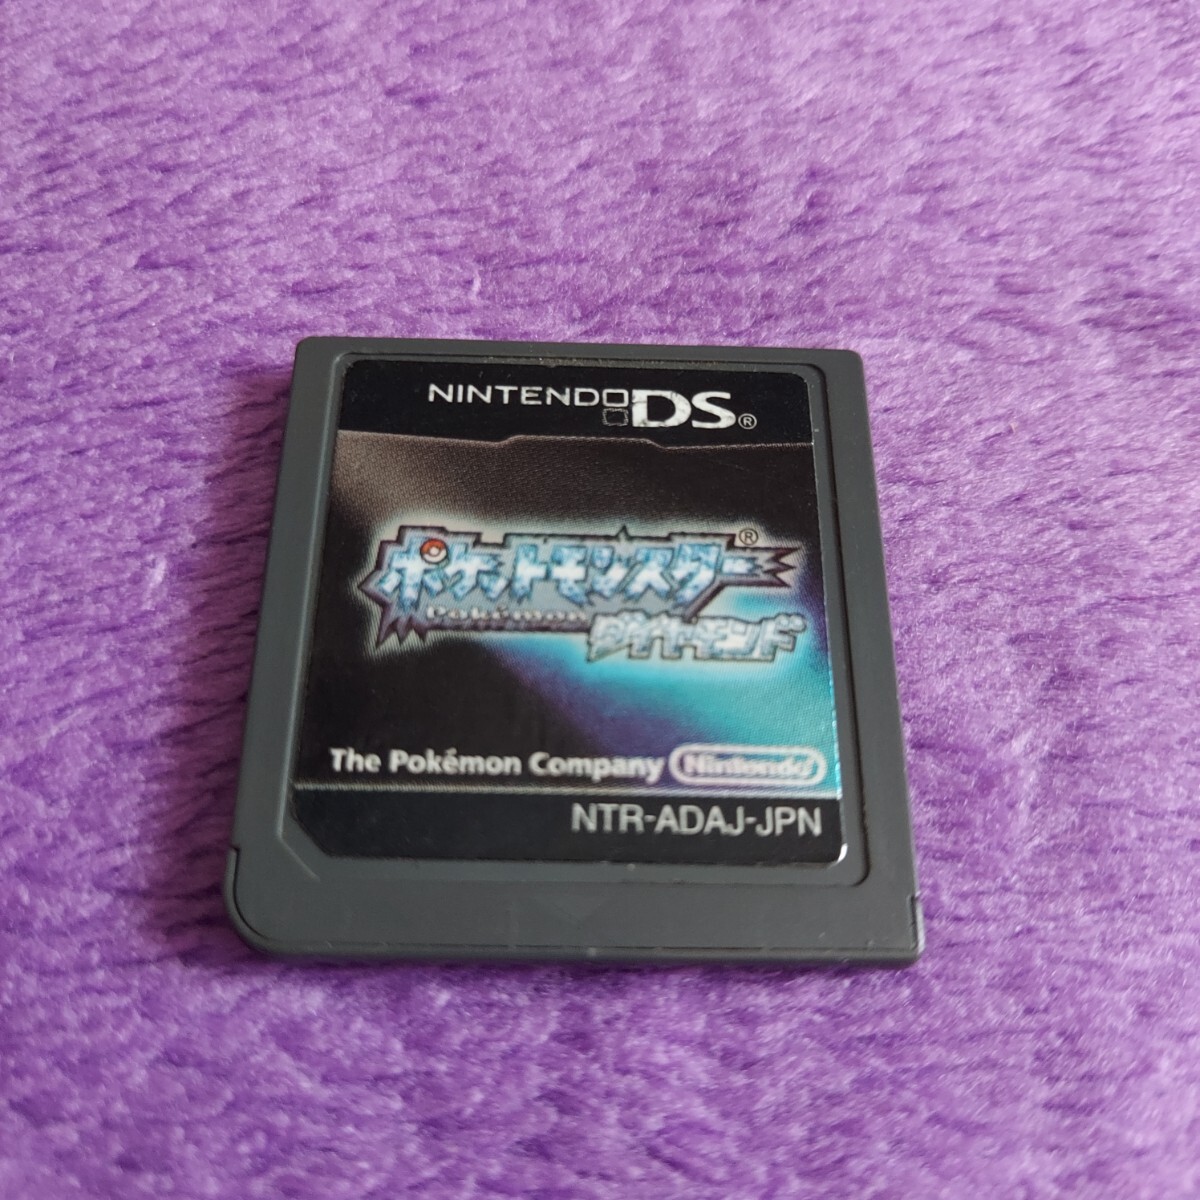 NINTENDO DS®
ポケットモンスター®
Pokémon
ダイヤモンド
The Pokémon Company Nintendo®
NTR-ADAJ-JPN